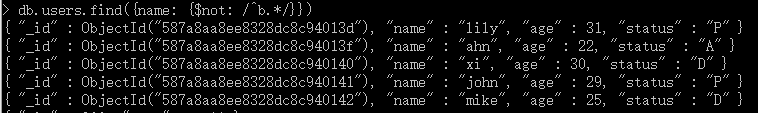 > db.users.find({name: {$not: /^b.*/}})
{ "_id" : ObjectId("587a8aa8ee8328dc8c94013d"), "name" : "lily", "age" : 31, "status" : "P" }
{ "_id" : ObjectId("587a8aa8ee8328dc8c94013f"), "name" : "ahn", "age" : 22, "status" : "A" }
{ "_id" : ObjectId("587a8aa8ee8328dc8c940140"), "name" : "xi", "age" : 30, "status" : "D" }
{ "_id" : ObjectId("587a8aa8ee8328dc8c940141"), "name" : "john", "age" : 29, "status" : "P" }
{ "_id" : ObjectId("587a8aa8ee8328dc8c940142"), "name" : "mike", "age" : 25, "status" : "D" }